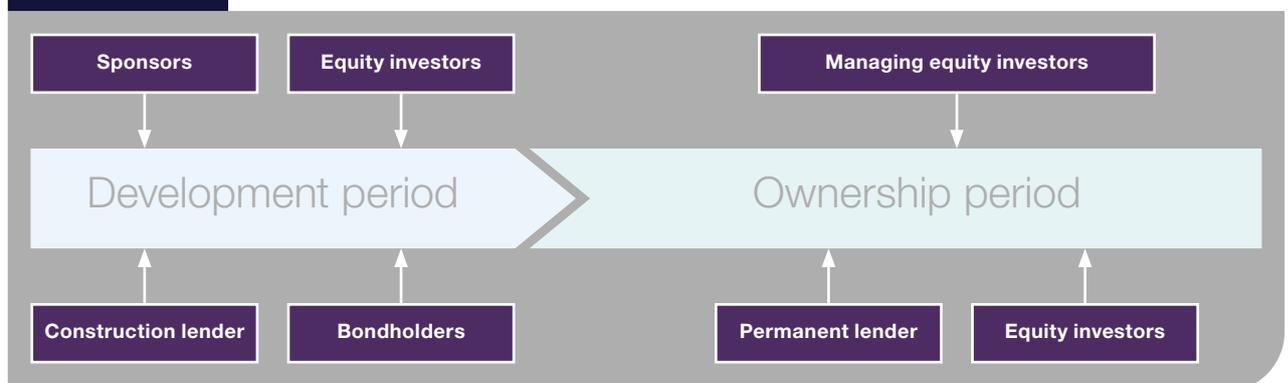 Sponsors
Equity investors
Managing equity investors
Development period
Ownership period
Construction lender
Bondholders
Permanent lender
Equity investors